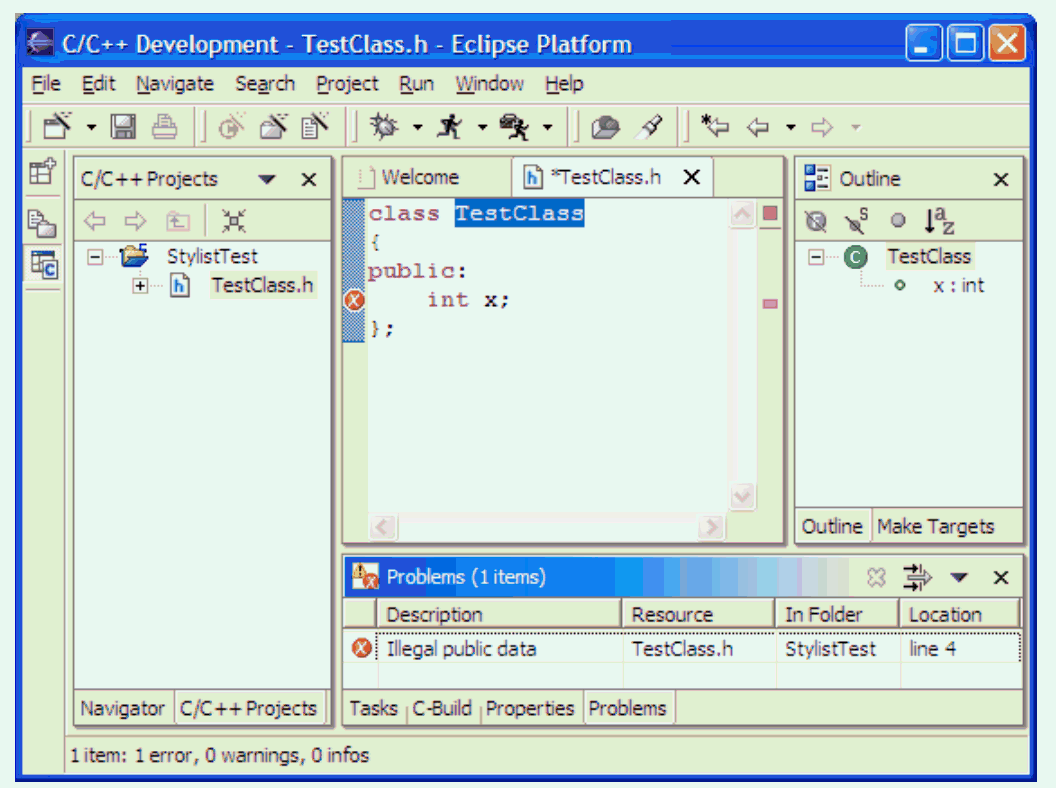 C/C++ Development - TestClass.h - Eclipse Platform
File Edit Navigate Search Project Run Window Help
C/C++ Projects
StylistTest
TestClass.h
Navigator C/C++ Projects
Welcome *TestClass.h
class TestClass
{
public:
int x;
};
Outline
TestClass
x : int
Outline Make Targets
Problems (1 items)
Description Resource In Folder Location
Illegal public data TestClass.h StylistTest line 4
Tasks C-Build Properties Problems
1 item: 1 error, 0 warnings, 0 infos